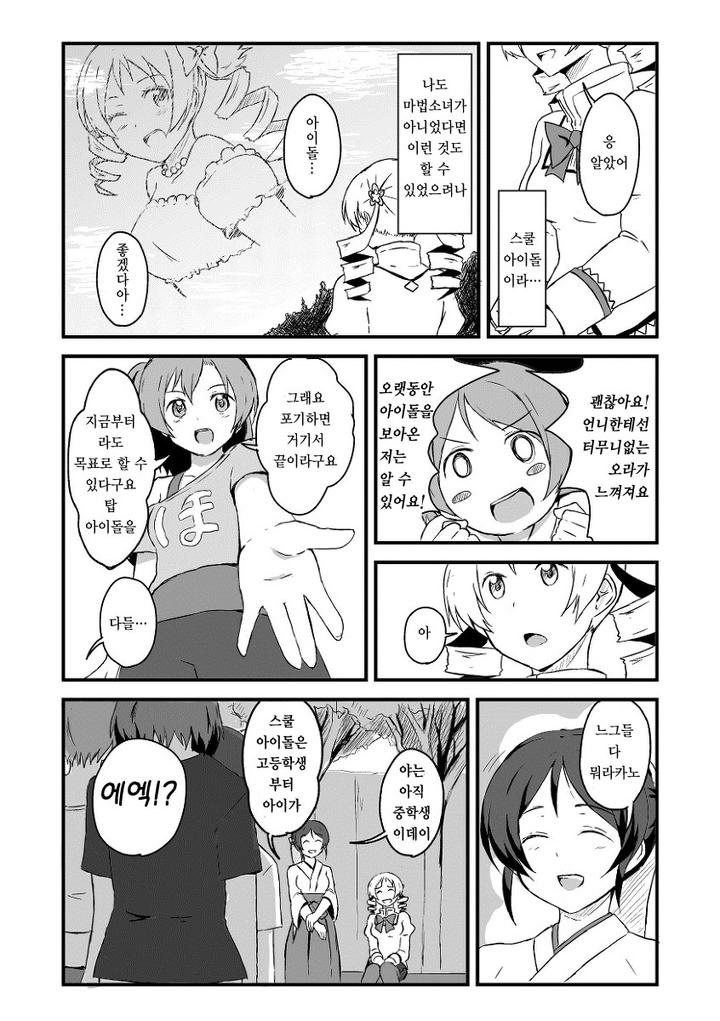 응
알았어
스쿨
아이돌
이라…
나도
마법소녀가
아니었다면
이런 것도
할 수
있었으려나
아이돌…
좋겠다아…
괜찮아요!
언니한테선
터무니없는
오라가
느껴져요
오랫동안
아이돌을
보아온
저는
알 수
있어요!
그래요
포기하면
거기서
끝이라구요
지금부터
라도
목표로 할 수
있다구요
탑
아이돌을
ほ
다들…
아
느그들
다
뭐라카노
야는
아직
중학생
이데이
스쿨
아이돌은
고등학생
부터
아이가
에엑!?